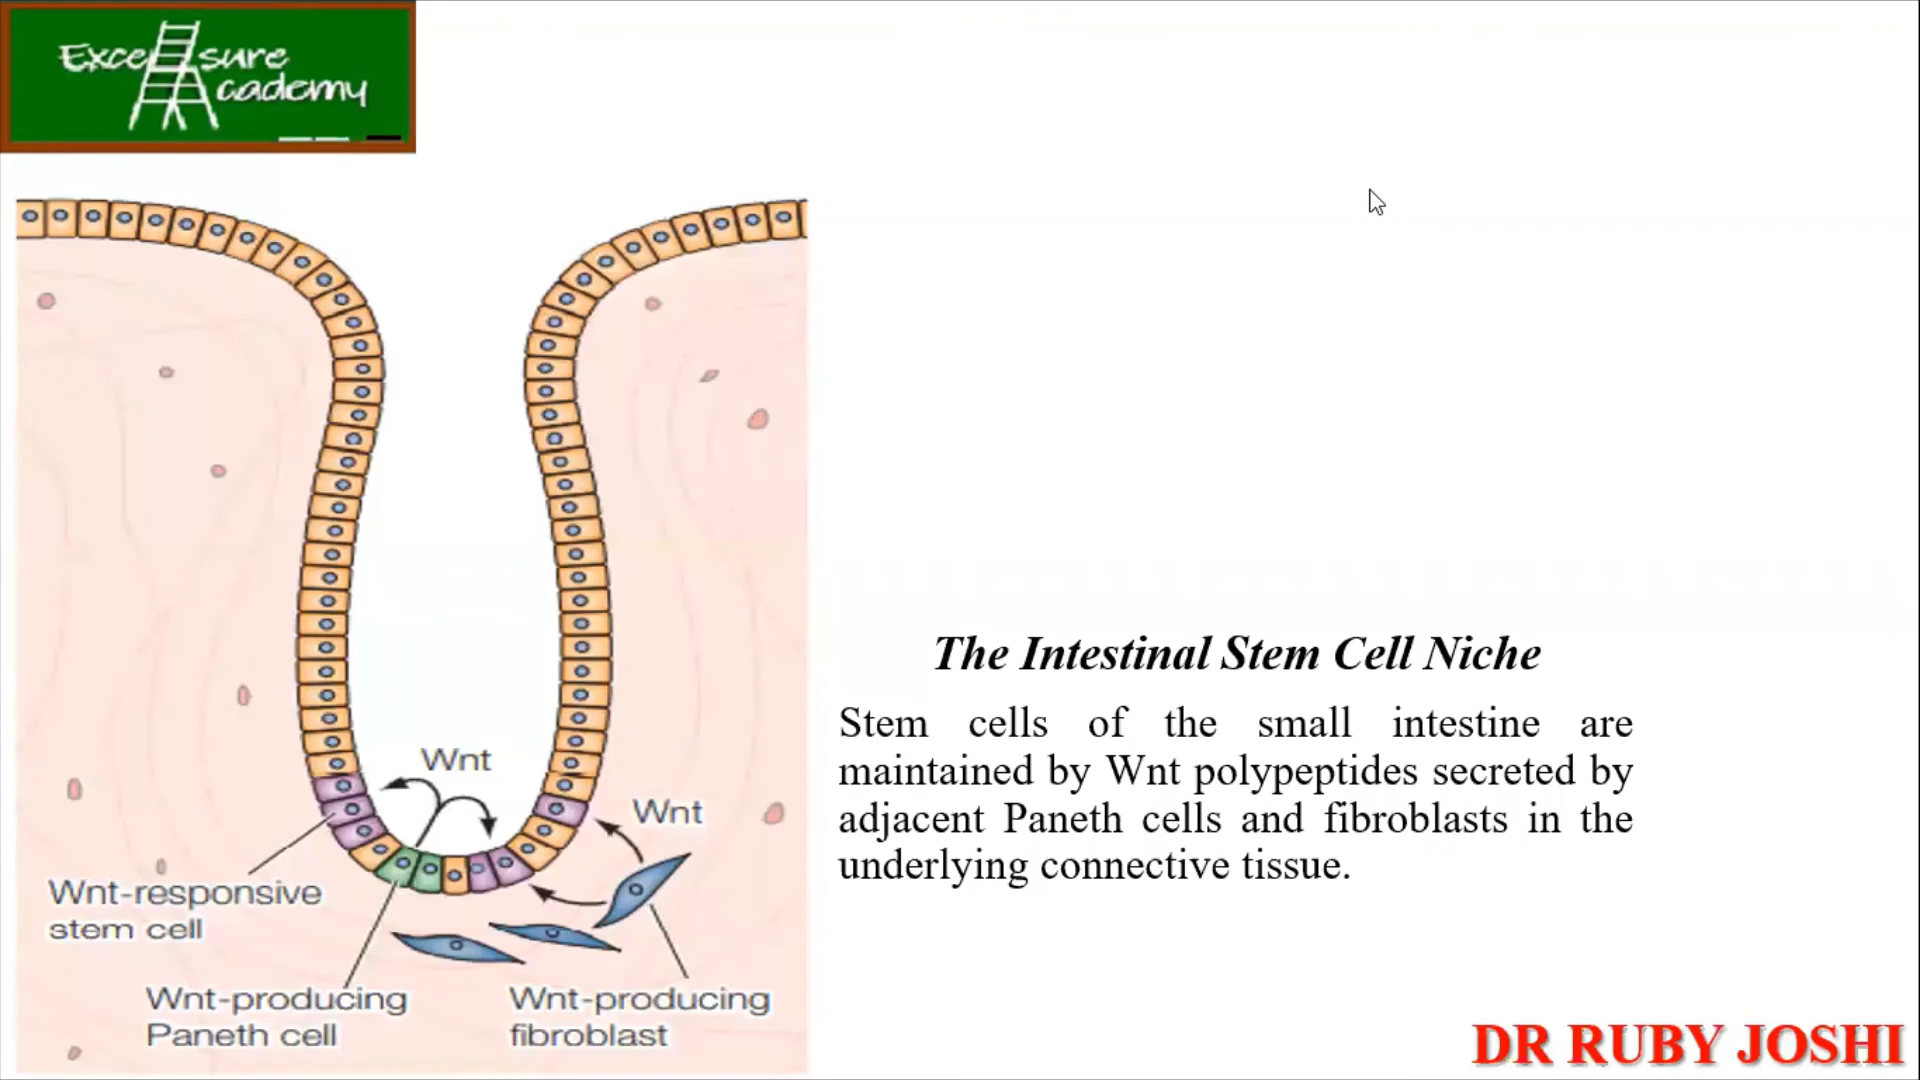 Excel sure
Academy
Wnt
Wnt
Wnt-responsive
stem cell
Wnt-producing
Paneth cell
Wnt-producing
fibroblast
The Intestinal Stem Cell Niche
Stem cells of the small intestine are
maintained by Wnt polypeptides secreted by
adjacent Paneth cells and fibroblasts in the
underlying connective tissue.
DR RUBY JOSHI